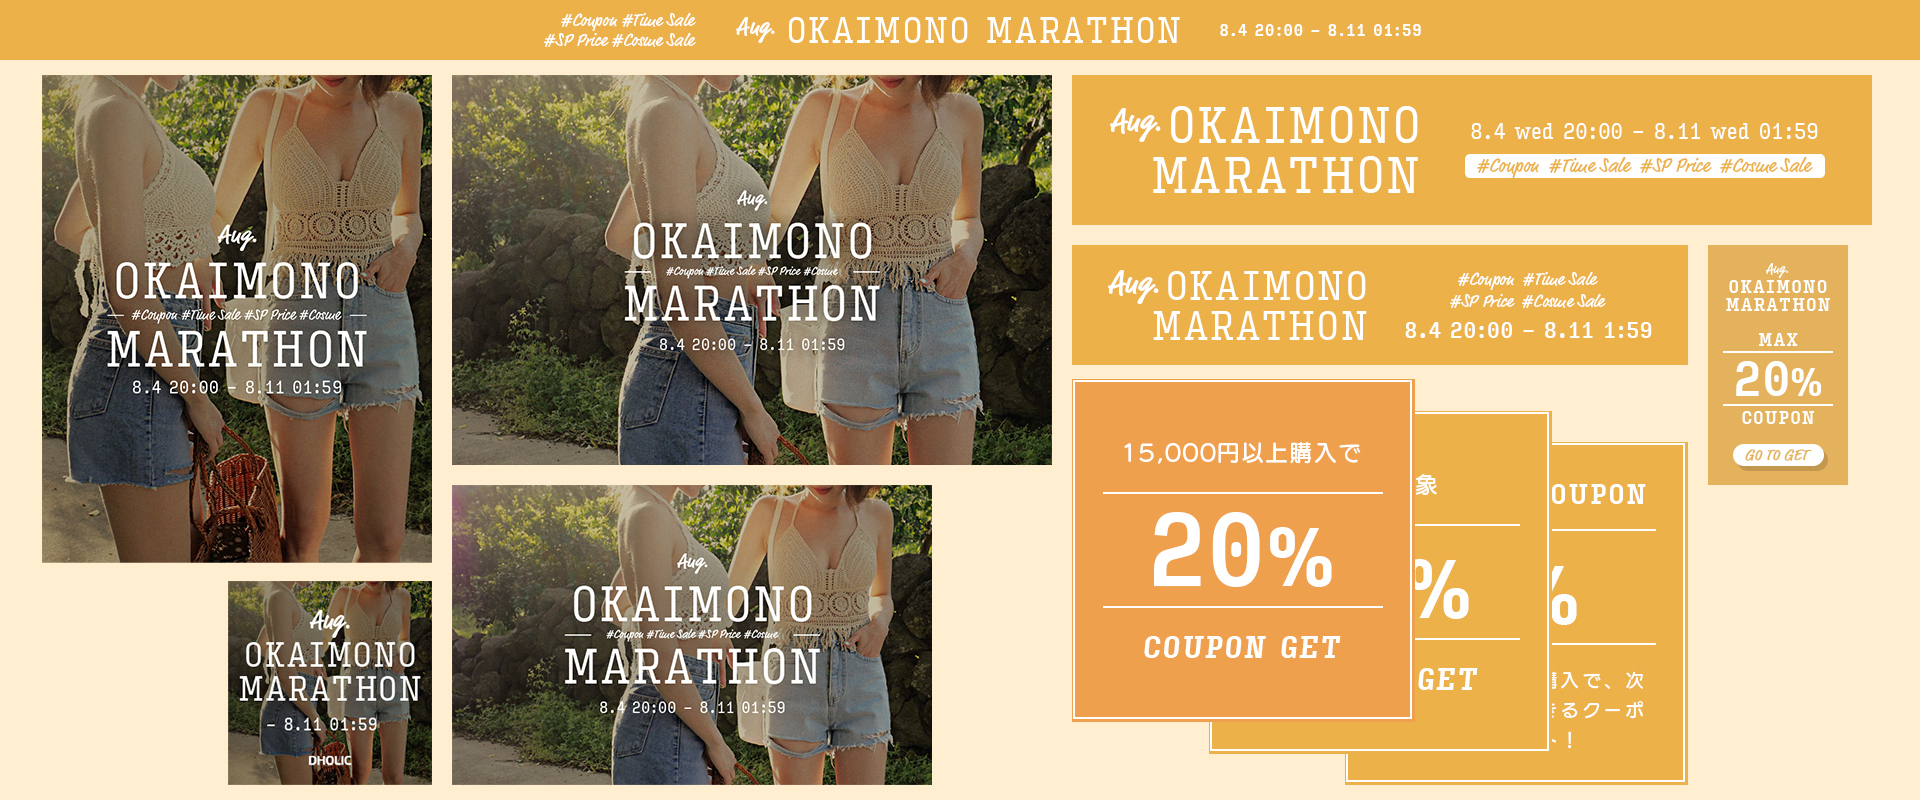 #Coupon #Time Sale
#SP Price #Cosme Sale
Aug. OKAIMONO MARATHON
8.4 20:00 – 8.11 01:59
Aug.
OKAIMONO
#Coupon #Time Sale #SP Price #Cosme
MARATHON
8.4 20:00 – 8.11 01:59
Aug.
OKAIMONO
#Coupon #Time Sale #SP Price #Cosme
MARATHON
8.4 20:00 – 8.11 01:59
Aug. OKAIMONO
MARATHON
8.4 wed 20:00 – 8.11 wed 01:59
#Coupon #Time Sale #SP Price #Cosme Sale
Aug. OKAIMONO
MARATHON
#Coupon #Time Sale
#SP Price #Cosme Sale
8.4 20:00 – 8.11 1:59
Aug.
OKAIMONO
MARATHON
MAX
20%
COUPON
GO TO GET
Aug.
OKAIMONO
MARATHON
– 8.11 01:59
DHOLIC
Aug.
OKAIMONO
#Coupon #Time Sale #SP Price #Cosme
MARATHON
8.4 20:00 – 8.11 01:59
15,000円以上購入で
20%
COUPON GET
象
%
GET
OUPON
%
入で、次
るクーポ
！